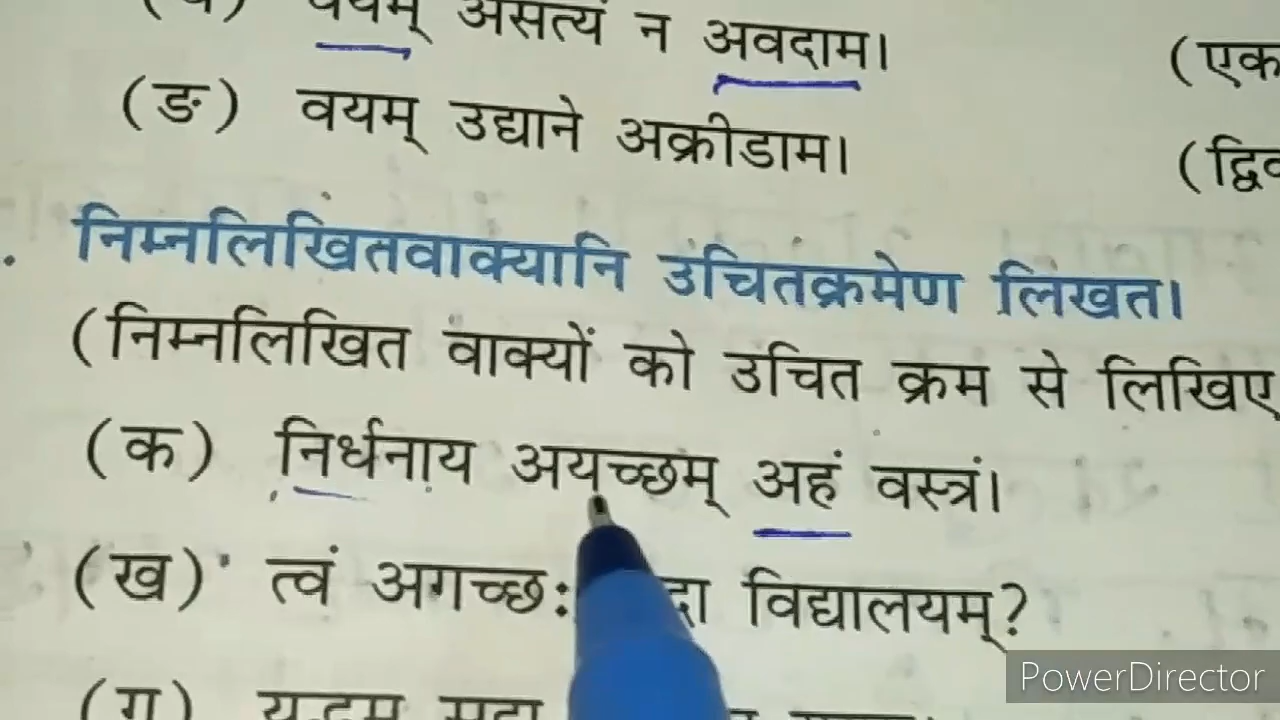 वयम् असत्यं न अवदाम।
(एक
(ङ) वयम् उद्याने अक्रीडाम।
(द्वि
निम्नलिखितवाक्यानि उचितक्रमेण लिखत।
(निम्नलिखित वाक्यों को उचित क्रम से लिखिए
(क) निर्धनाय अयच्छम् अहं वस्त्रं।
(ख) त्वं अगच्छः विद्यालयम्?
(ग)
PowerDirector